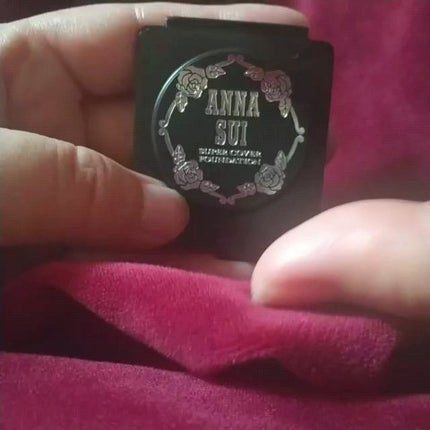 ANNA
SUI
SUPER COVER
FOUNDATION